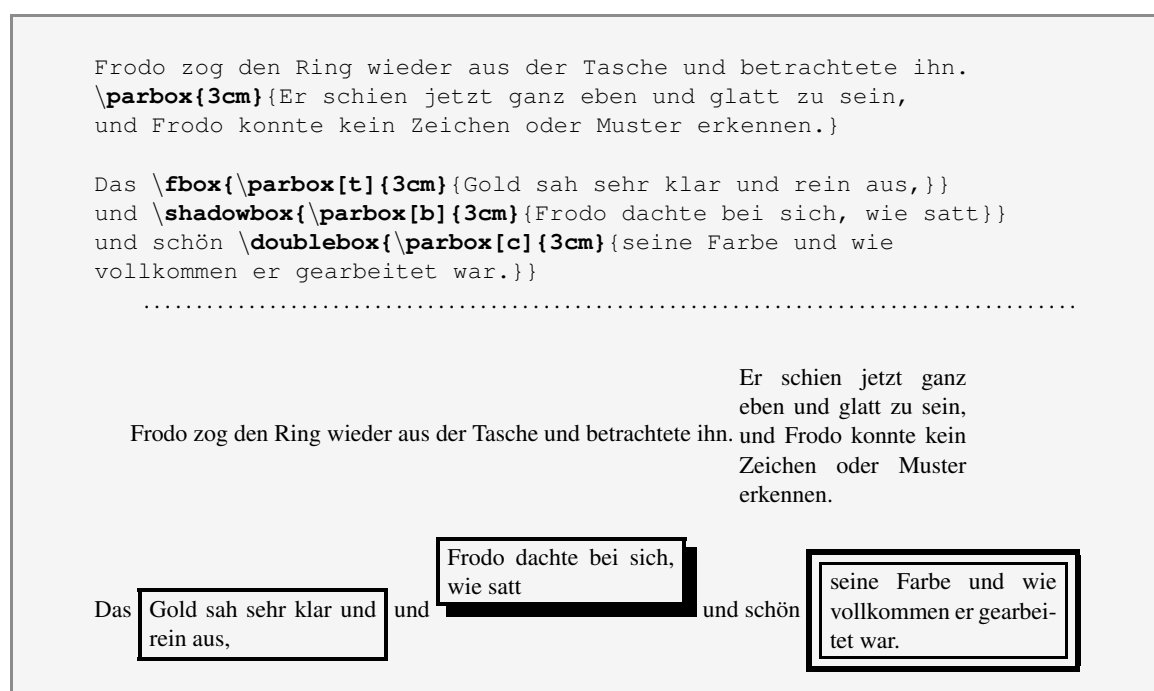 Frodo zog den Ring wieder aus der Tasche und betrachtete ihn.
\parbox{3cm}{Er schien jetzt ganz eben und glatt zu sein,
und Frodo konnte kein Zeichen oder Muster erkennen.}
Das \fbox{\parbox[t]{3cm}{Gold sah sehr klar und rein aus,}}
und \shadowbox{\parbox[b]{3cm}{Frodo dachte bei sich, wie satt}}
und schön \doublebox{\parbox[c]{3cm}{seine Farbe und wie
vollkommen er gearbeitet war.}}
Frodo zog den Ring wieder aus der Tasche und betrachtete ihn.
Er schien jetzt ganz
eben und glatt zu sein,
und Frodo konnte kein
Zeichen oder Muster
erkennen.
Das
Gold sah sehr klar und
rein aus,
und
Frodo dachte bei sich,
wie satt
und schön
seine Farbe und wie
vollkommen er gearbei-
tet war.